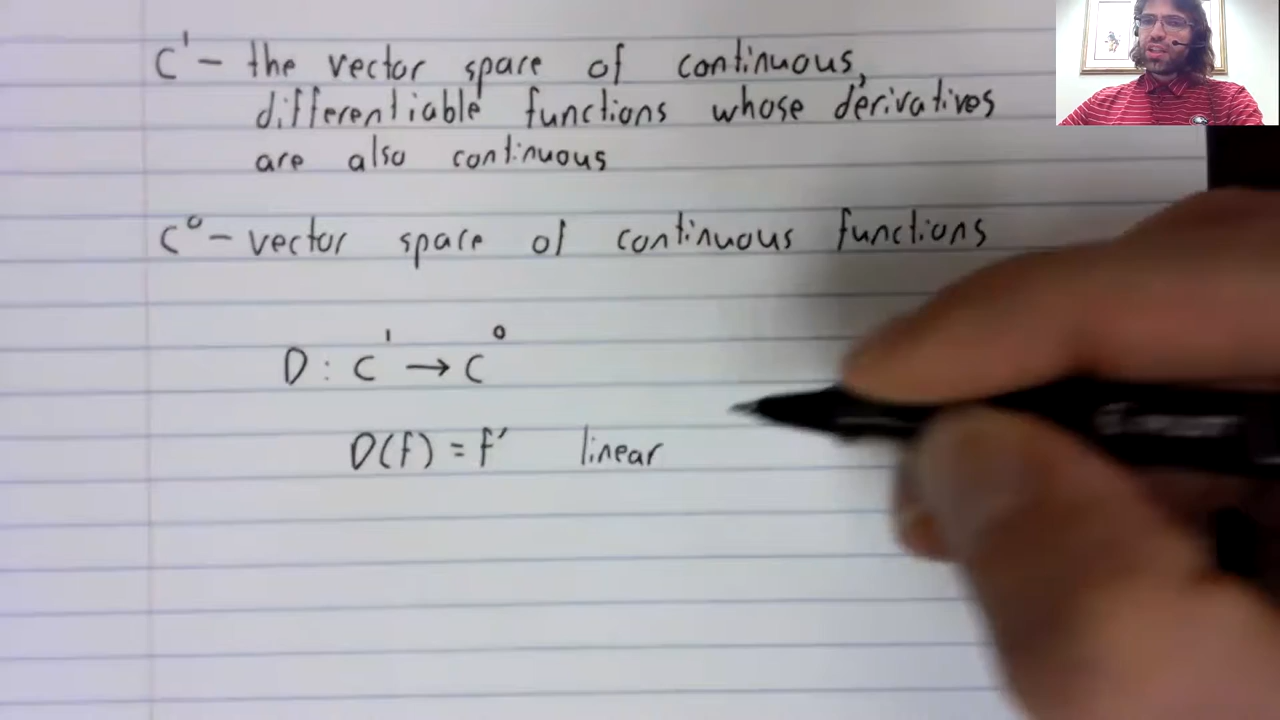 C¹ – the vector space of continuous,
differentiable functions whose derivatives
are also continuous
C⁰ – vector space of continuous functions
D : C¹ → C⁰
D(f) = f′ linear